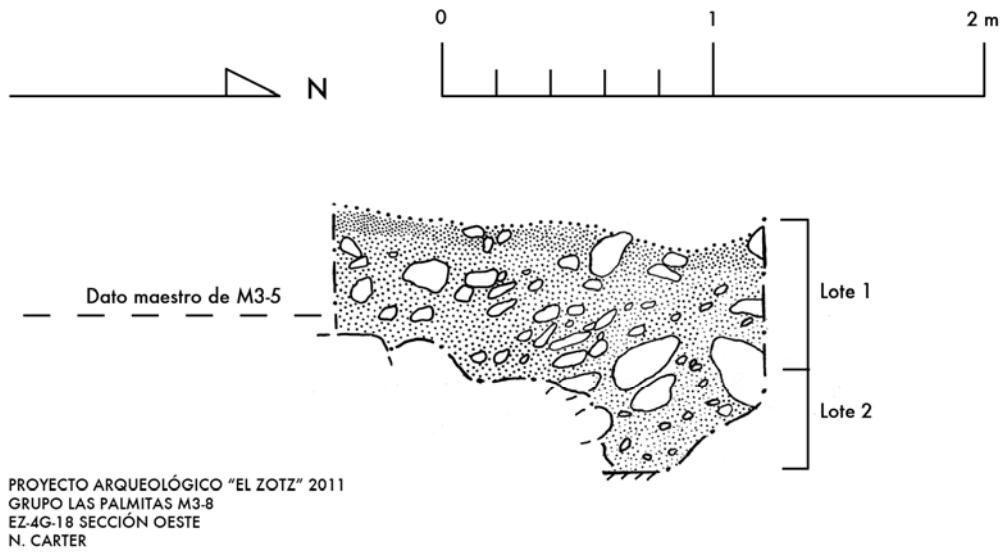 0 1 2 m
N
Dato maestro de M3-5
Lote 1
Lote 2
PROYECTO ARQUEOLÓGICO "EL ZOTZ" 2011
GRUPO LAS PALMITAS M3-8
EZ-4G-18 SECCIÓN OESTE
N. CARTER